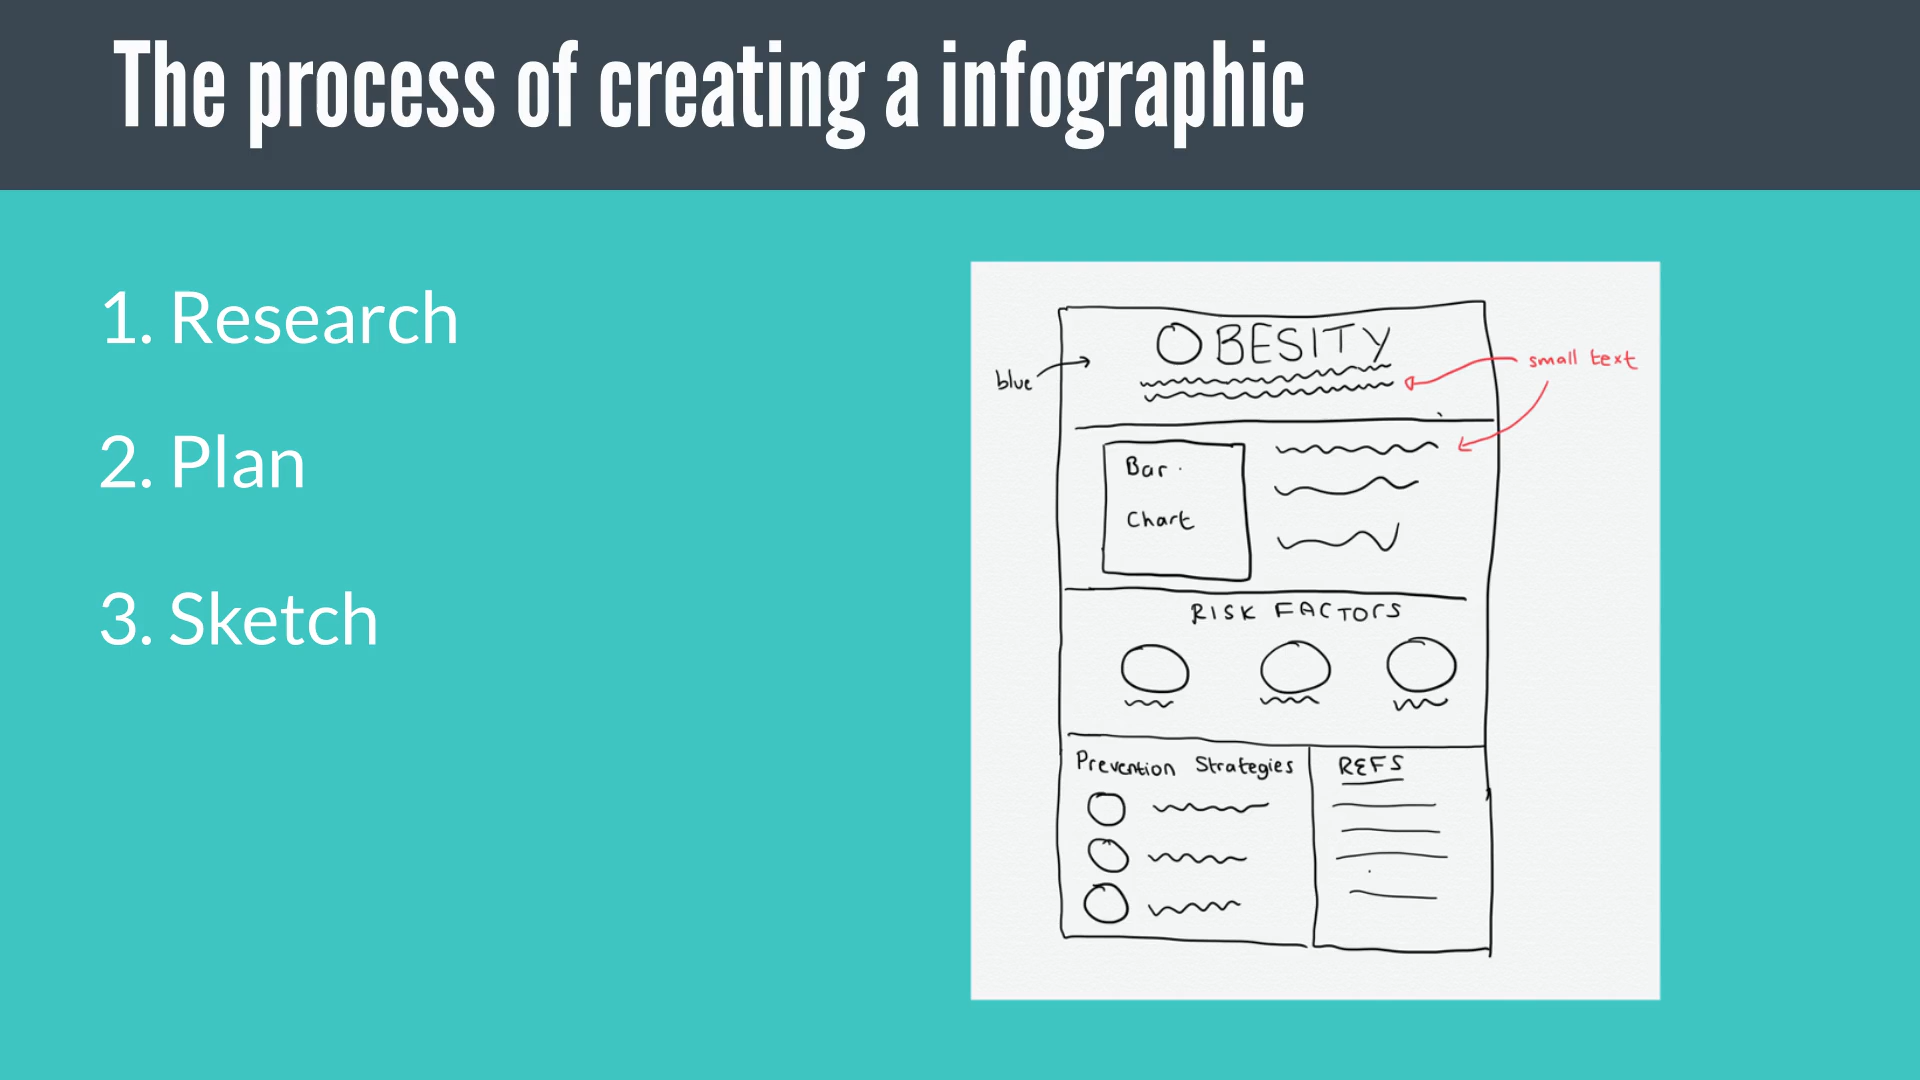 The process of creating a infographic
1. Research
2. Plan
3. Sketch
OBESITY
blue
small text
Bar
Chart
RISK FACTORS
Prevention Strategies
REFS